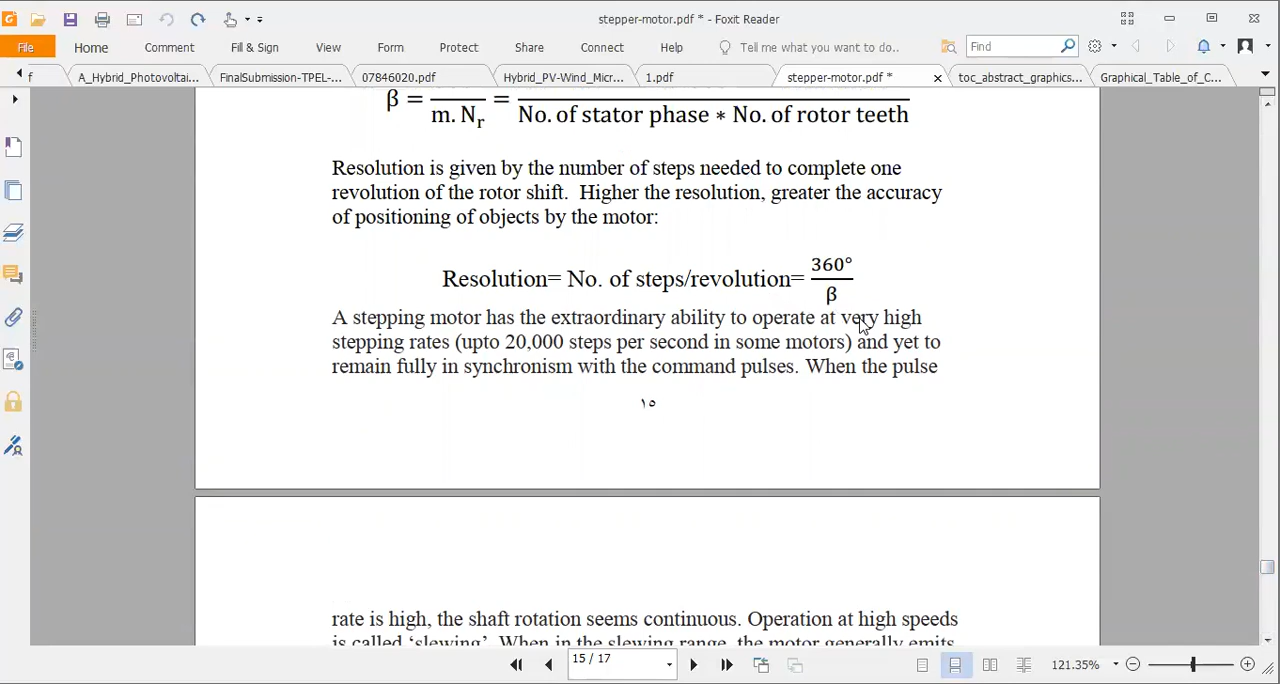 stepper-motor.pdf * - Foxit Reader
File Home Comment Fill & Sign View Form Protect Share Connect Help Tell me what you want to do.. Find
f A_Hybrid_Photovoltai... FinalSubmission-TPEL-... 07846020.pdf Hybrid_PV-Wind_Micr... 1.pdf stepper-motor.pdf * toc_abstract_graphics... Graphical_Table_of_C...
β = / m. Nr = / No. of stator phase ∗ No. of rotor teeth
Resolution is given by the number of steps needed to complete one
revolution of the rotor shift. Higher the resolution, greater the accuracy
of positioning of objects by the motor:
Resolution= No. of steps/revolution= 360° / β
A stepping motor has the extraordinary ability to operate at very high
stepping rates (upto 20,000 steps per second in some motors) and yet to
remain fully in synchronism with the command pulses. When the pulse
١٥
rate is high, the shaft rotation seems continuous. Operation at high speeds
is called ‘slewing’. When in the slewing range, the motor generally emits
15 / 17 121.35%